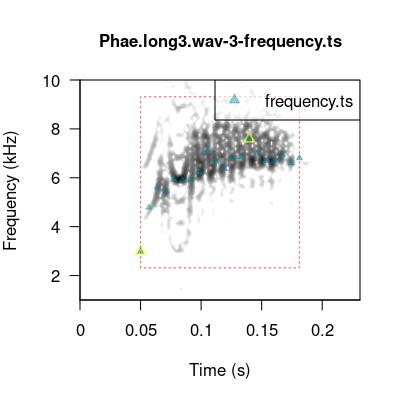 Phae.long3.wav-3-frequency.ts
frequency.ts
10
8
6
4
2
Frequency (kHz)
0 0.05 0.1 0.15 0.2
Time (s)